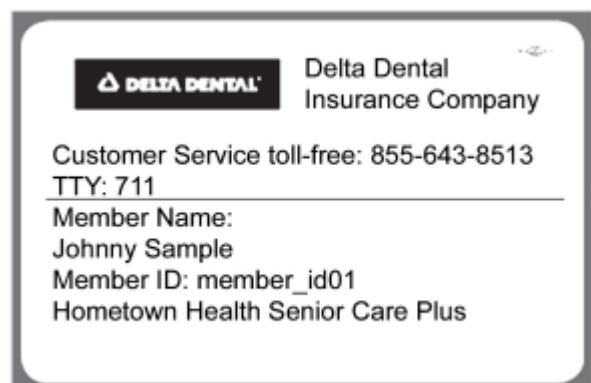 DELTA DENTAL
Delta Dental
Insurance Company
Customer Service toll-free: 855-643-8513
TTY: 711
Member Name:
Johnny Sample
Member ID: member_id01
Hometown Health Senior Care Plus